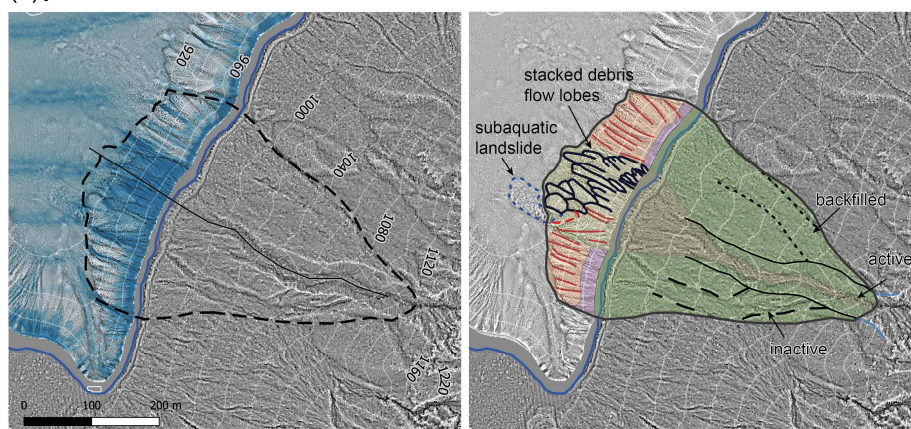 920
960
1000
1040
1080
1120
1160
1220
0 100 200 m
stacked debris
flow lobes
subaquatic
landslide
backfilled
active
inactive